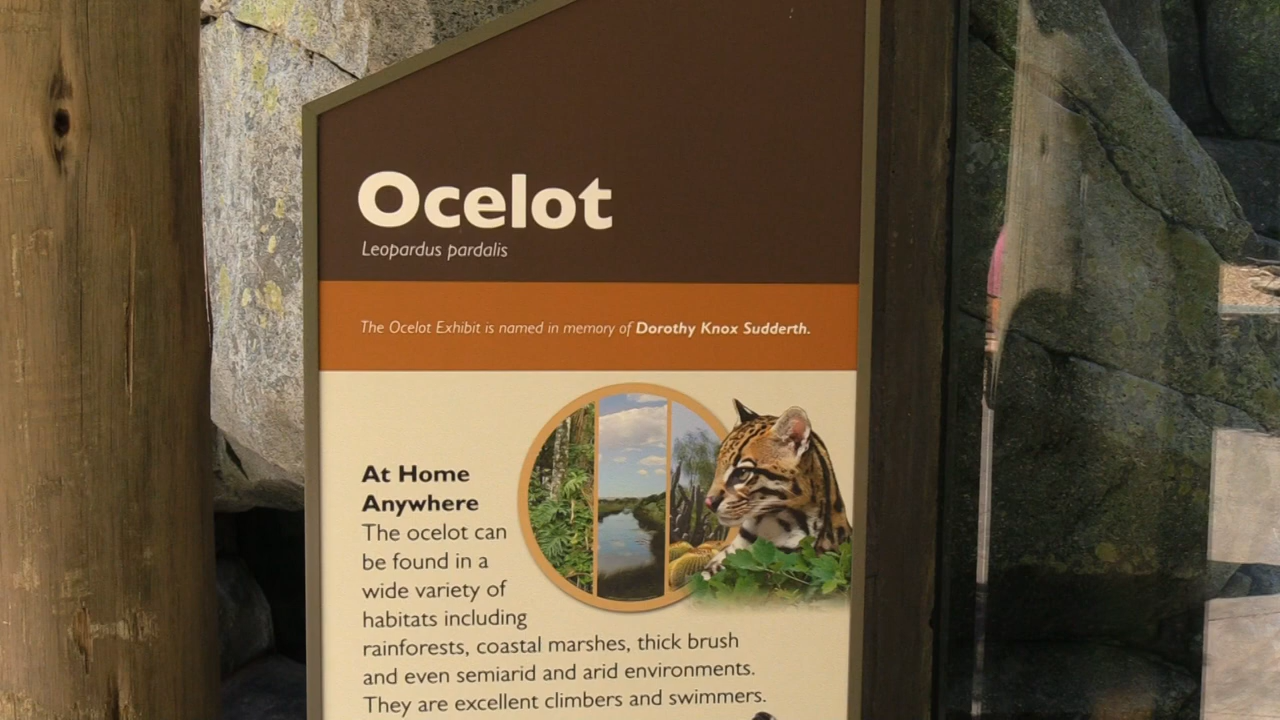 Ocelot
Leopardus pardalis
The Ocelot Exhibit is named in memory of Dorothy Knox Sudderth.
At Home
Anywhere
The ocelot can
be found in a
wide variety of
habitats including
rainforests, coastal marshes, thick brush
and even semiarid and arid environments.
They are excellent climbers and swimmers.